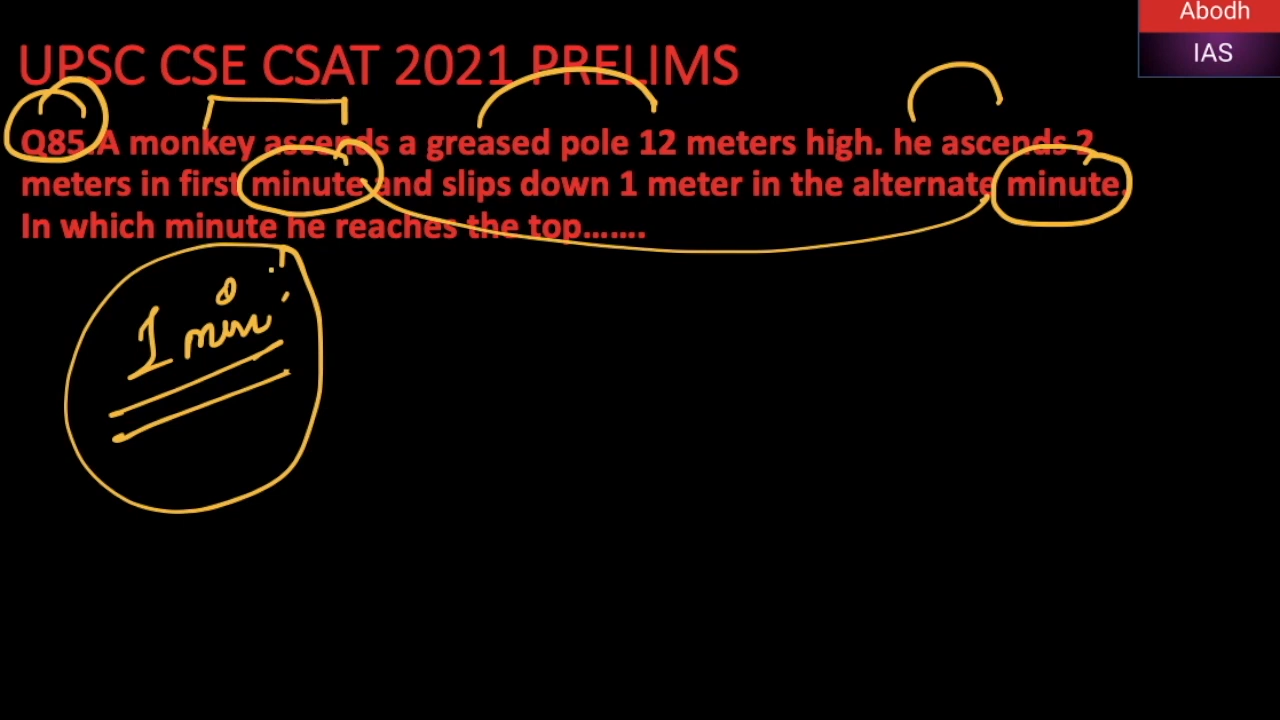 Abodh
IAS
UPSC CSE CSAT 2021 PRELIMS
Q85.A monkey ascends a greased pole 12 meters high. he ascends 2
meters in first minute and slips down 1 meter in the alternate minute.
In which minute he reaches the top.......
1 min